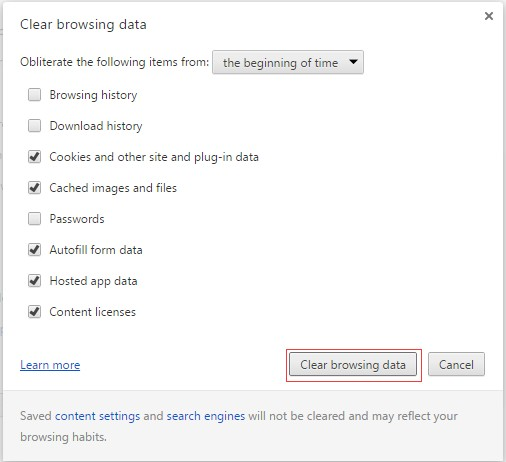 Clear browsing data
Obliterate the following items from: the beginning of time
Browsing history
Download history
Cookies and other site and plug-in data
Cached images and files
Passwords
Autofill form data
Hosted app data
Content licenses
Learn more Clear browsing data Cancel
Saved content settings and search engines will not be cleared and may reflect your
browsing habits.